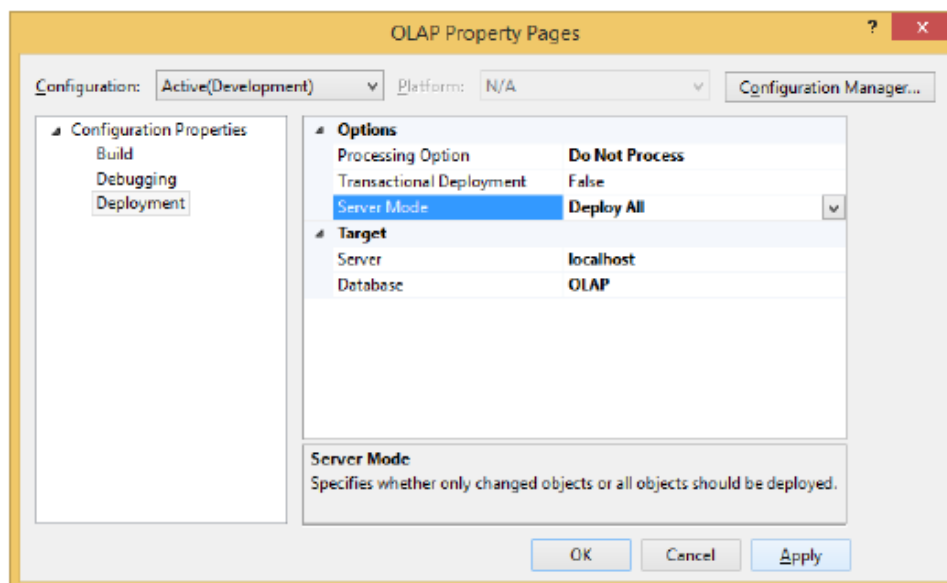 OLAP Property Pages
? x
Configuration: Active(Development) Platform: N/A Configuration Manager...
Configuration Properties
Build
Debugging
Deployment
Options
Processing Option Do Not Process
Transactional Deployment False
Server Mode Deploy All
Target
Server localhost
Database OLAP
Server Mode
Specifies whether only changed objects or all objects should be deployed.
OK Cancel Apply